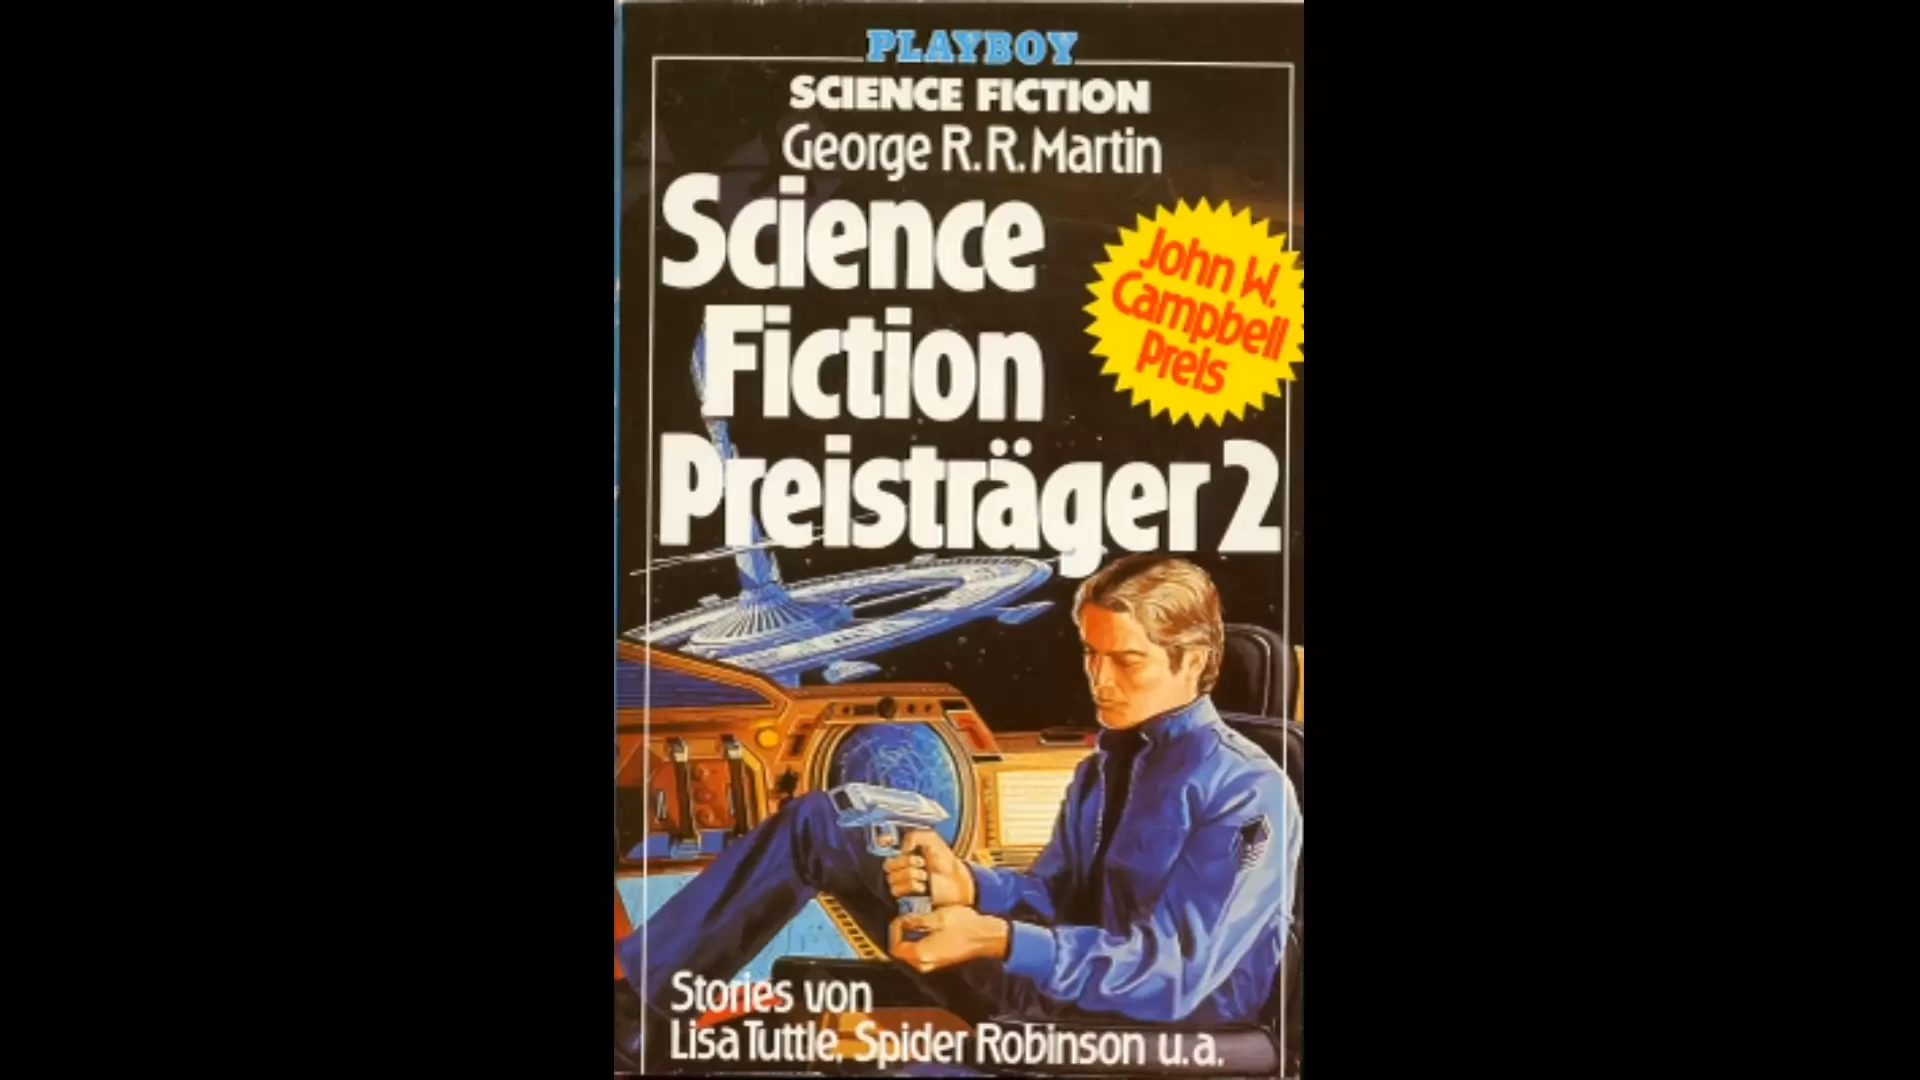 PLAYBOY
SCIENCE FICTION
George R.R. Martin
Science
Fiction
Preisträger 2
John W.
Campbell
Preis
Stories von
Lisa Tuttle, Spider Robinson u.a.